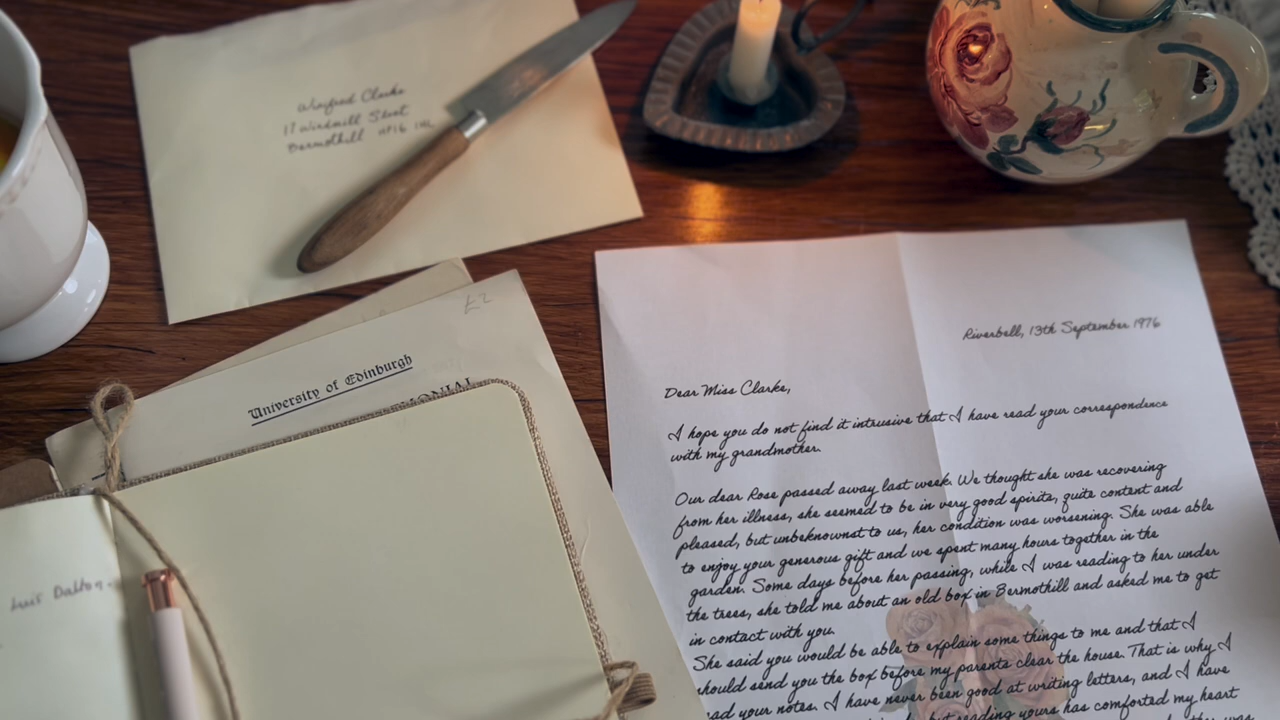 Winifred Clarke
17 Windmill Street
Bermothill HP16
£2
University of Edinburgh
Luis Dalton.
Riverbell, 13th September 1976
Dear Miss Clarke,
I hope you do not find it intrusive that I have read your correspondence
with my grandmother.
Our dear Rose passed away last week. We thought she was recovering
from her illness, she seemed to be in very good spirits, quite content and
pleased, but unbeknownst to us, her condition was worsening. She was able
to enjoy your generous gift and we spent many hours together in the
garden. Some days before her passing, while I was reading to her under
the trees, she told me about an old box in Bermothill and asked me to get
in contact with you.
She said you would be able to explain some things to me and that I
should send you the box before my parents clear the house. That is why I
read your notes. I have never been good at writing letters, and I have
but reading yours has comforted my heart
was